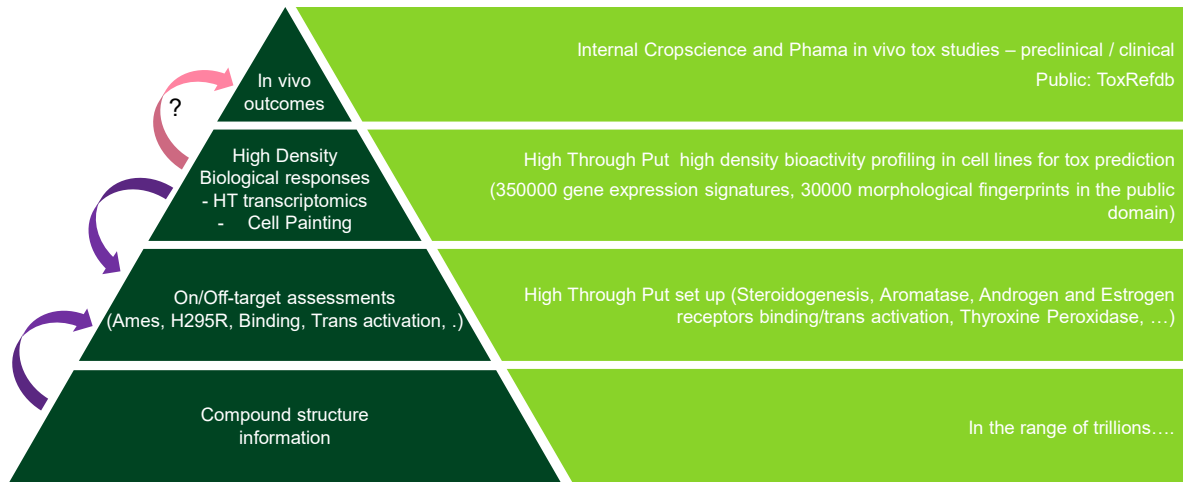 Internal Cropscience and Phama in vivo tox studies – preclinical / clinical
Public: ToxRefdb
In vivo
outcomes
?
High Density
Biological responses
- HT transcriptomics
- Cell Painting
High Through Put high density bioactivity profiling in cell lines for tox prediction
(350000 gene expression signatures, 30000 morphological fingerprints in the public
domain)
On/Off-target assessments
(Ames, H295R, Binding, Trans activation, .)
High Through Put set up (Steroidogenesis, Aromatase, Androgen and Estrogen
receptors binding/trans activation, Thyroxine Peroxidase, …)
Compound structure
information
In the range of trillions….